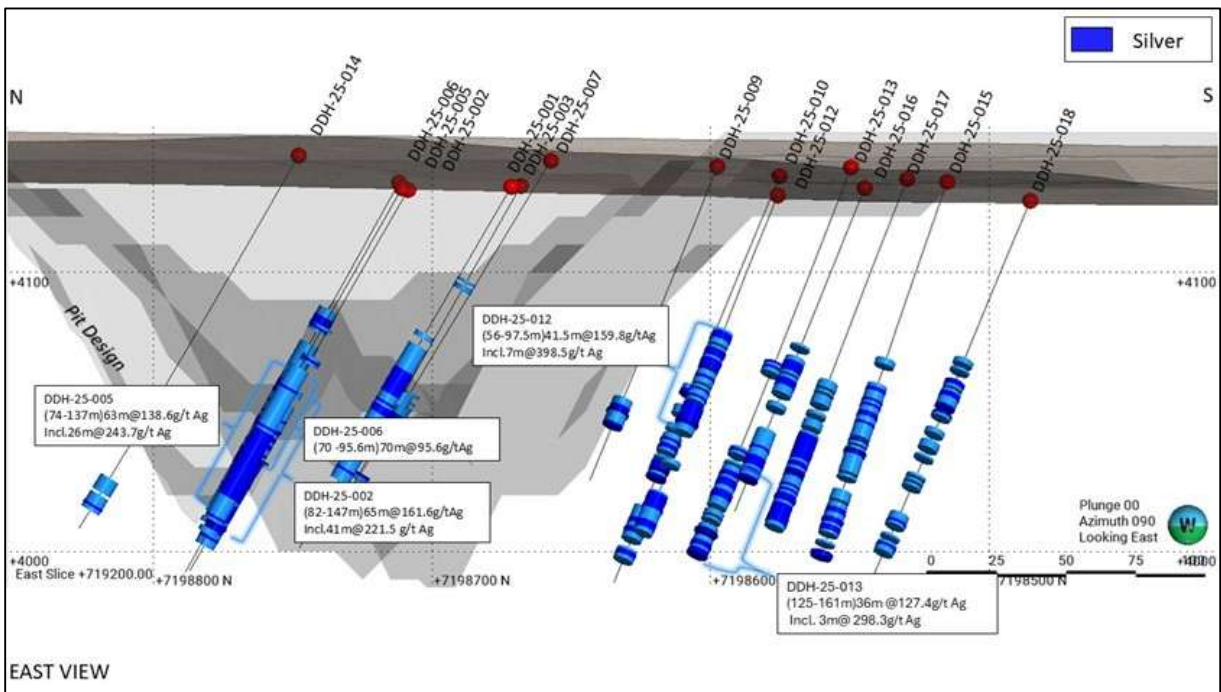 Silver
N
S
DDH-25-014
DDH-25-006
DDH-25-005
DDH-25-002
DDH-25-001
DDH-25-003
DDH-25-007
DDH-25-009
DDH-25-010
DDH-25-012
DDH-25-013
DDH-25-016
DDH-25-017
DDH-25-015
DDH-25-018
+4100
+4100
Pit Design
DDH-25-012
(56-97.5m)41.5m@159.8g/tAg
Incl.7m@398.5g/t Ag
DDH-25-005
(74-137m)63m@138.6g/t Ag
Incl.26m@243.7g/t Ag
DDH-25-006
(70 -95.6m)70m@95.6g/tAg
DDH-25-002
(82-147m)65m@161.6g/tAg
Incl.41m@221.5 g/t Ag
Plunge 00
Azimuth 090
Looking East
W
+4000
+4000
0 25 50 75 100
East Slice +719200.00
+7198800 N
+7198700 N
+7198600 N
+7198500 N
DDH-25-013
(125-161m)36m @127.4g/t Ag
Incl. 3m@ 298.3g/t Ag
EAST VIEW